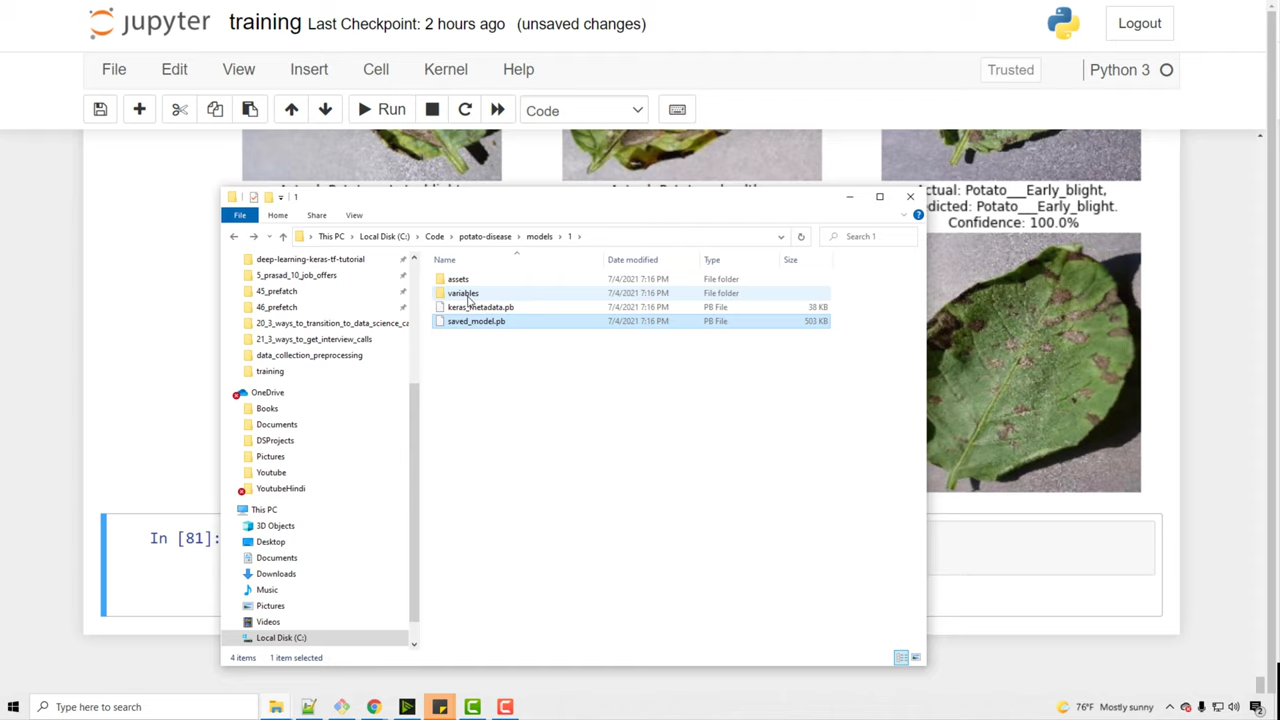 jupyter training Last Checkpoint: 2 hours ago (unsaved changes) Logout
File Edit View Insert Cell Kernel Help Trusted Python 3
Run Code
1
Actual: Potato___Early_blight,
dicted: Potato___Early_blight.
Confidence: 100.0%
File Home Share View
This PC > Local Disk (C:) > Code > potato-disease > models > 1 > Search 1
Name Date modified Type Size
deep-learning-keras-tf-tutorial
5_prasad_10_job_offers
45_prefatch
46_prefetch
20_3_ways_to_transition_to_data_science_ca
21_3_ways_to_get_interview_calls
data_collection_preprocessing
training
OneDrive
Books
Documents
DSProjects
Pictures
Youtube
YoutubeHindi
This PC
3D Objects
Desktop
Documents
Downloads
Music
Pictures
Videos
Local Disk (C:)
assets 7/4/2021 7:16 PM File folder
variables 7/4/2021 7:16 PM File folder
keras_metadata.pb 7/4/2021 7:16 PM PB File 38 KB
saved_model.pb 7/4/2021 7:16 PM PB File 503 KB
In [81]:
4 items 1 item selected
Type here to search 76°F Mostly sunny 2